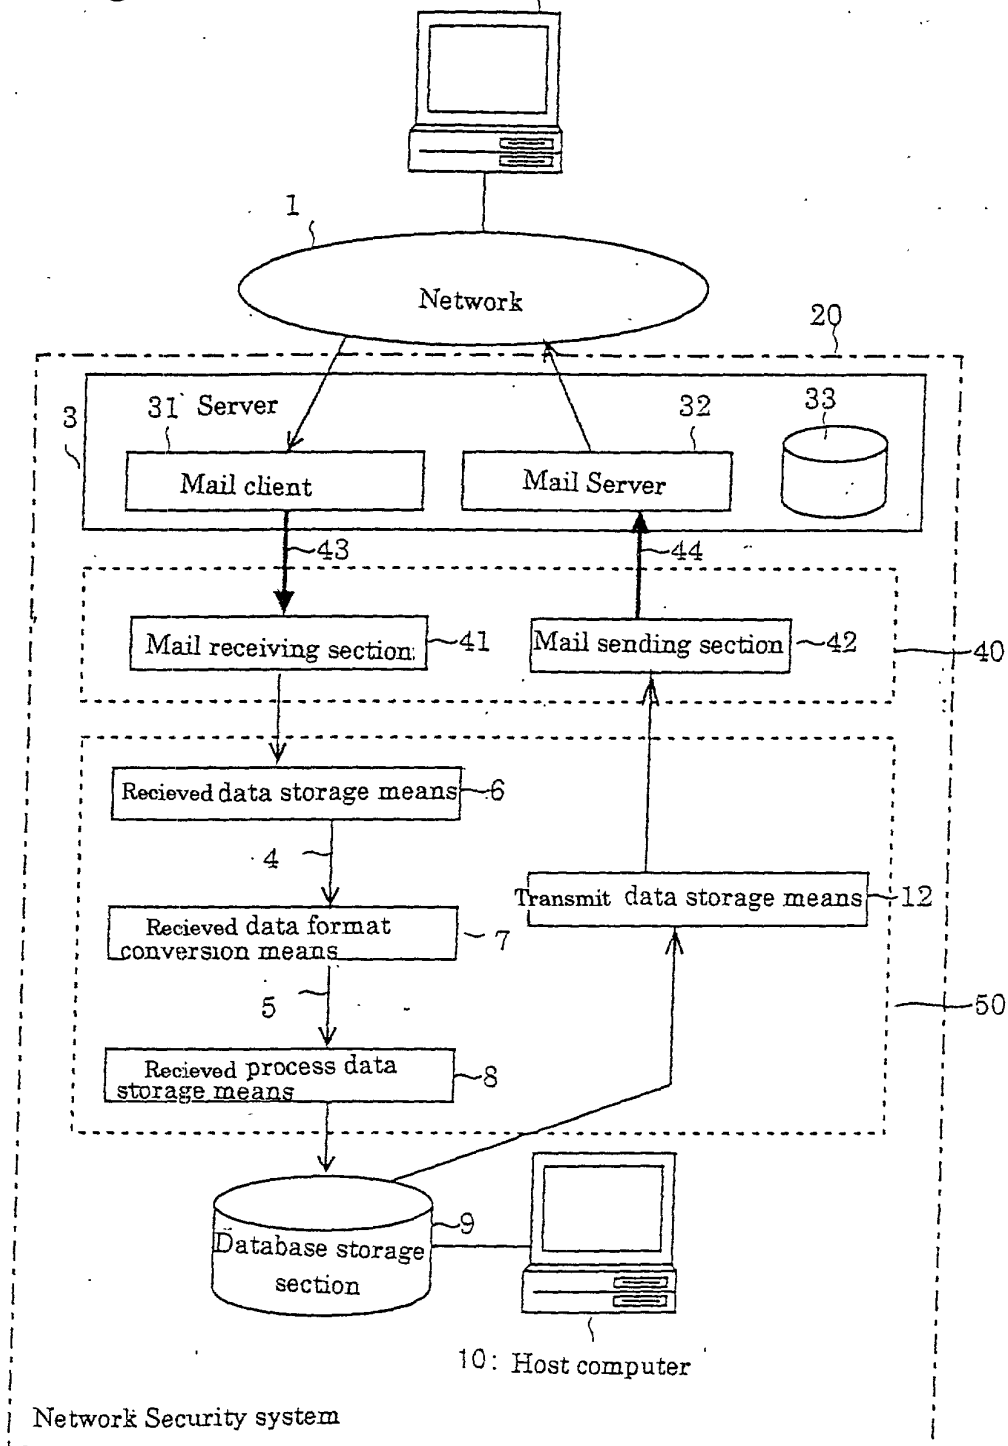 1
Network
20
3
31 Server
32
33
Mail client
Mail Server
43
44
Mail receiving section
41
Mail sending section
42
40
Recieved data storage means
6
4
Transmit data storage means
12
Recieved data format
conversion means
7
5
50
Recieved process data
storage means
8
9
Database storage
section
10: Host computer
Network Security system